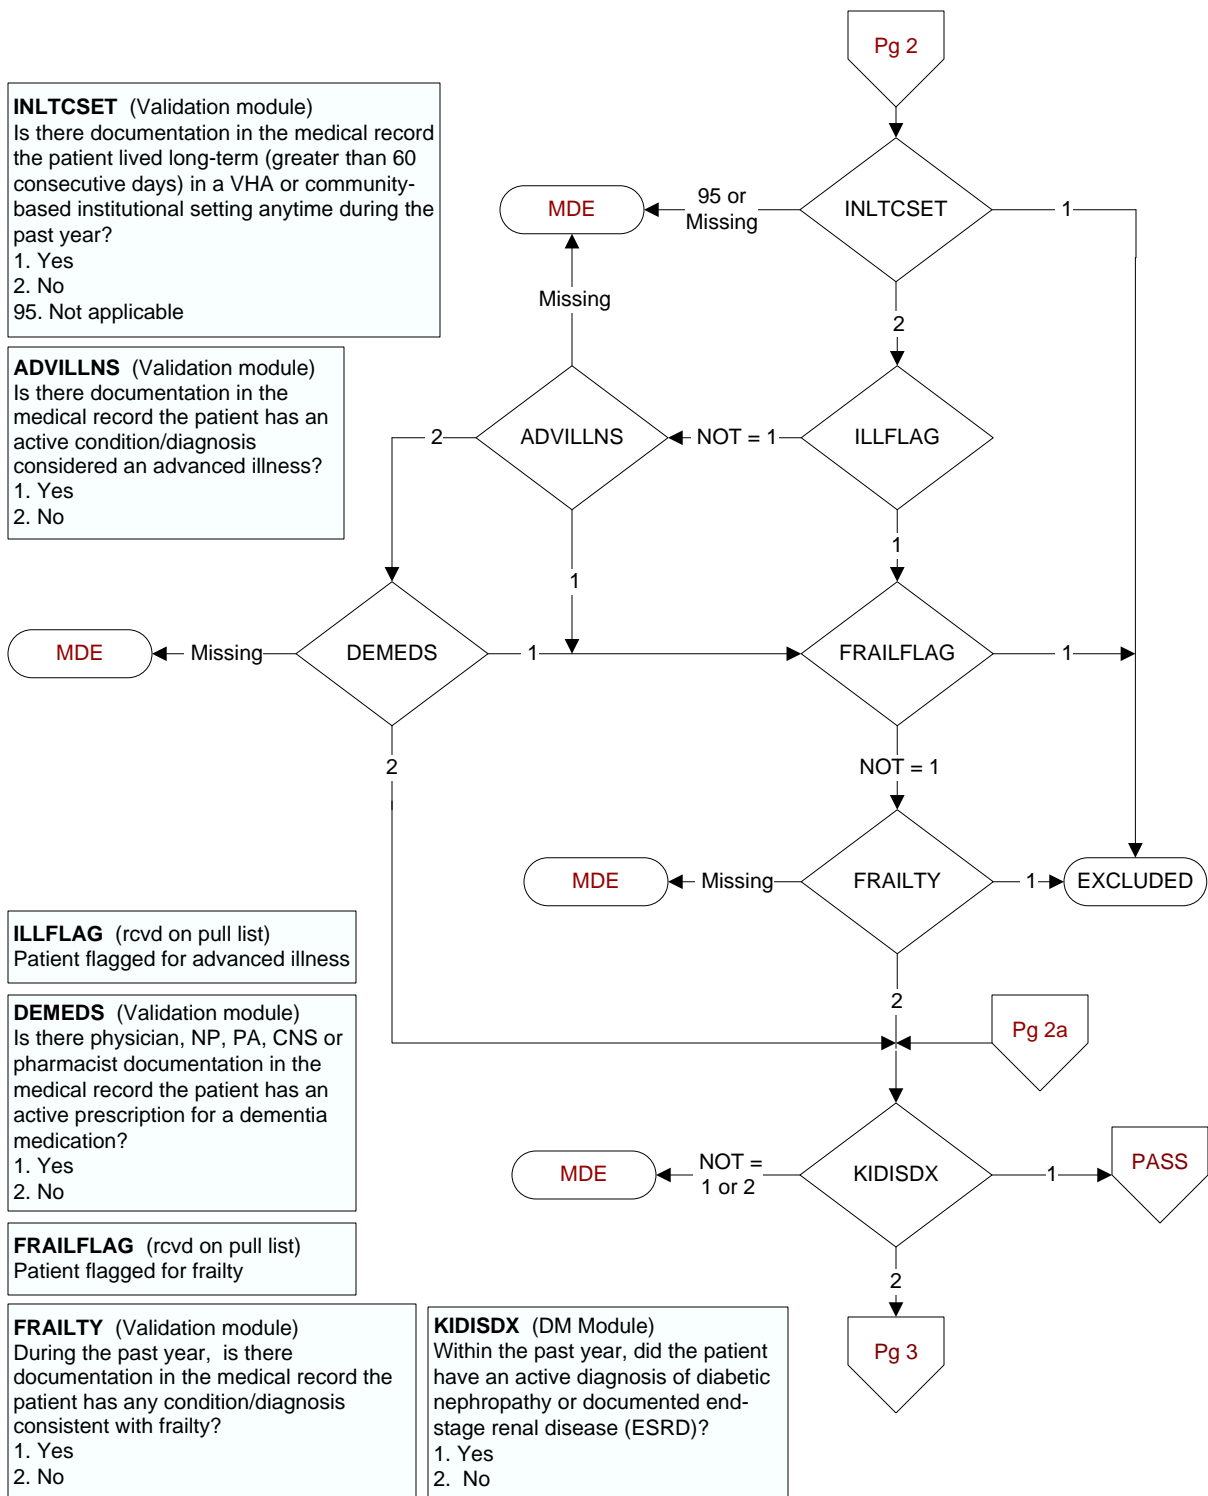 Pg 2
INLTCSET (Validation module)
Is there documentation in the medical record
the patient lived long-term (greater than 60
consecutive days) in a VHA or community-
based institutional setting anytime during the
past year?
1. Yes
2. No
95. Not applicable
MDE
95 or
Missing
INLTCSET
1
Missing
2
ADVILLNS (Validation module)
Is there documentation in the
medical record the patient has an
active condition/diagnosis
considered an advanced illness?
1. Yes
2. No
2
ADVILLNS
NOT = 1
ILLFLAG
1
1
MDE
Missing
DEMEDS
1
FRAILFLAG
1
2
NOT = 1
MDE
Missing
FRAILTY
1
EXCLUDED
ILLFLAG (rcvd on pull list)
Patient flagged for advanced illness
2
DEMEDS (Validation module)
Is there physician, NP, PA, CNS or
pharmacist documentation in the
medical record the patient has an
active prescription for a dementia
medication?
1. Yes
2. No
Pg 2a
MDE
NOT =
1 or 2
KIDISDX
1
PASS
2
FRAILFLAG (rcvd on pull list)
Patient flagged for frailty
FRAILTY (Validation module)
During the past year, is there
documentation in the medical record the
patient has any condition/diagnosis
consistent with frailty?
1. Yes
2. No
KIDISDX (DM Module)
Within the past year, did the patient
have an active diagnosis of diabetic
nephropathy or documented end-
stage renal disease (ESRD)?
1. Yes
2. No
Pg 3